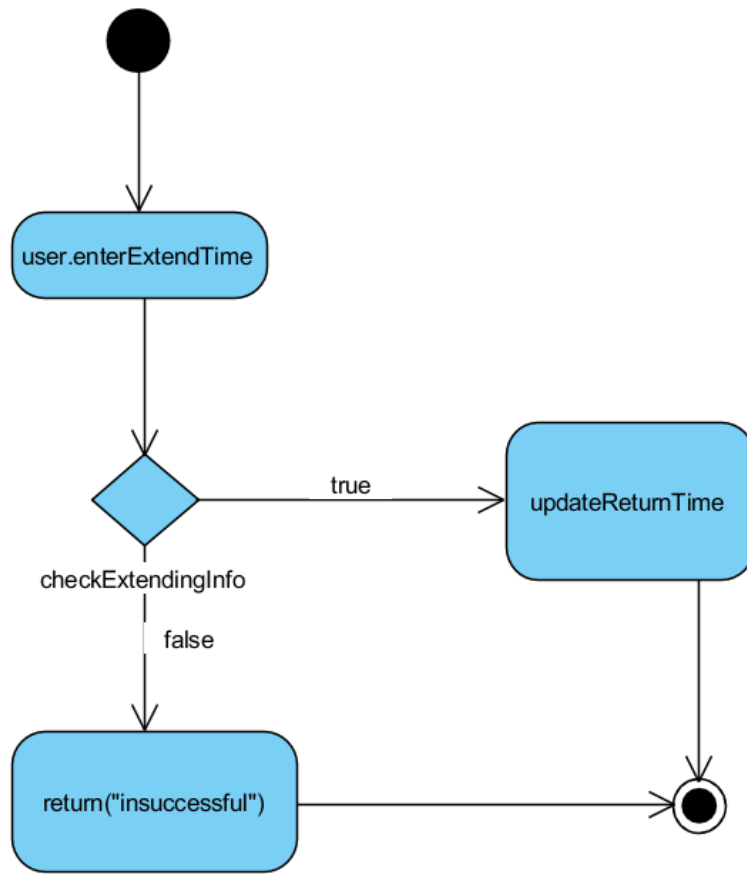 user.enterExtendTime
true
updateReturnTime
checkExtendingInfo
false
return("insuccessful")